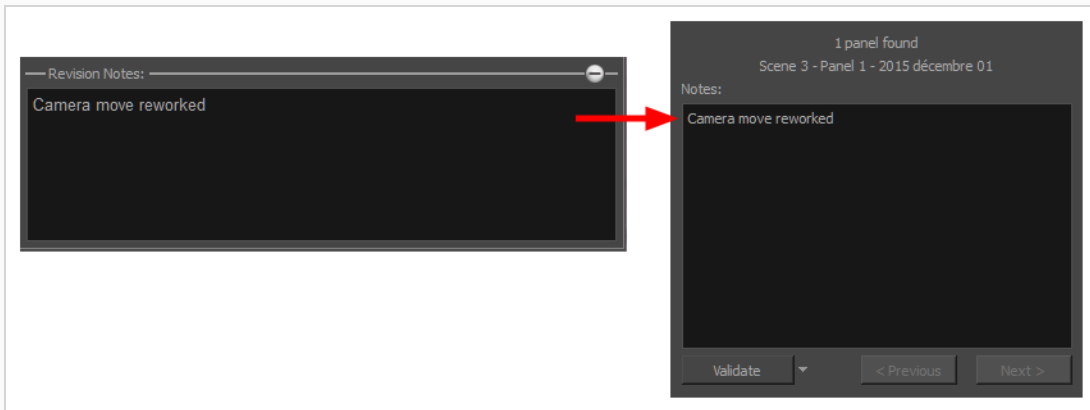 Revision Notes:
Camera move reworked
1 panel found
Scene 3 - Panel 1 - 2015 décembre 01
Notes:
Camera move reworked
Validate
< Previous
Next >